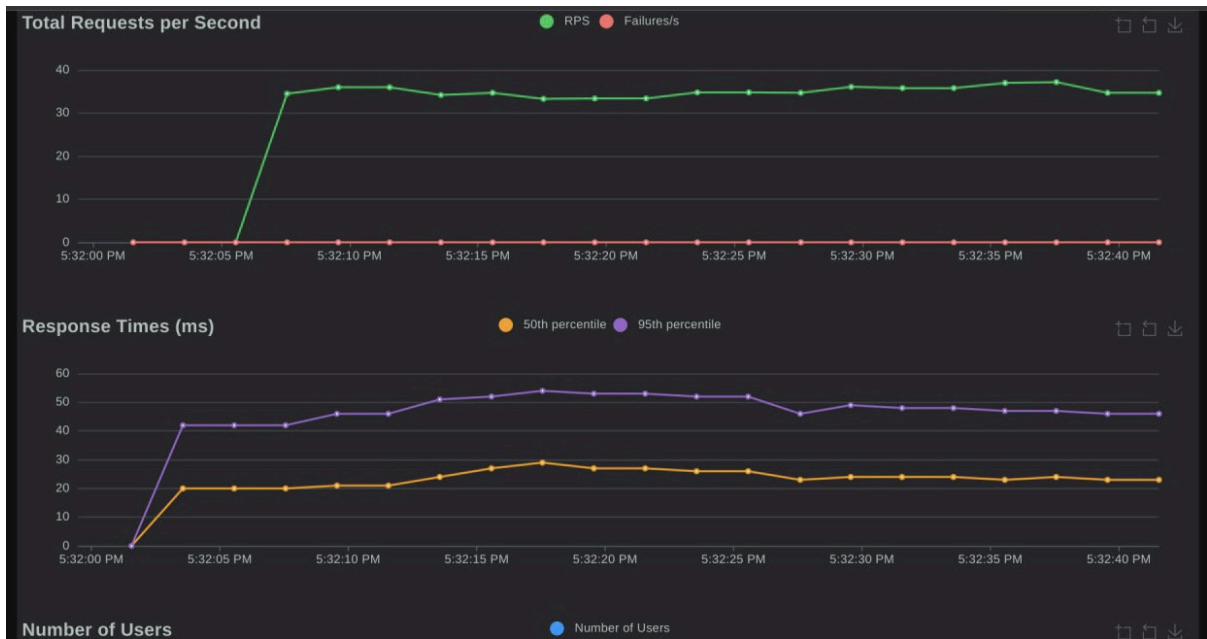 Total Requests per Second
RPS Failures/s
40
30
20
10
0
5:32:00 PM 5:32:05 PM 5:32:10 PM 5:32:15 PM 5:32:20 PM 5:32:25 PM 5:32:30 PM 5:32:35 PM 5:32:40 PM
Response Times (ms)
50th percentile 95th percentile
60
50
40
30
20
10
0
5:32:00 PM 5:32:05 PM 5:32:10 PM 5:32:15 PM 5:32:20 PM 5:32:25 PM 5:32:30 PM 5:32:35 PM 5:32:40 PM
Number of Users
Number of Users